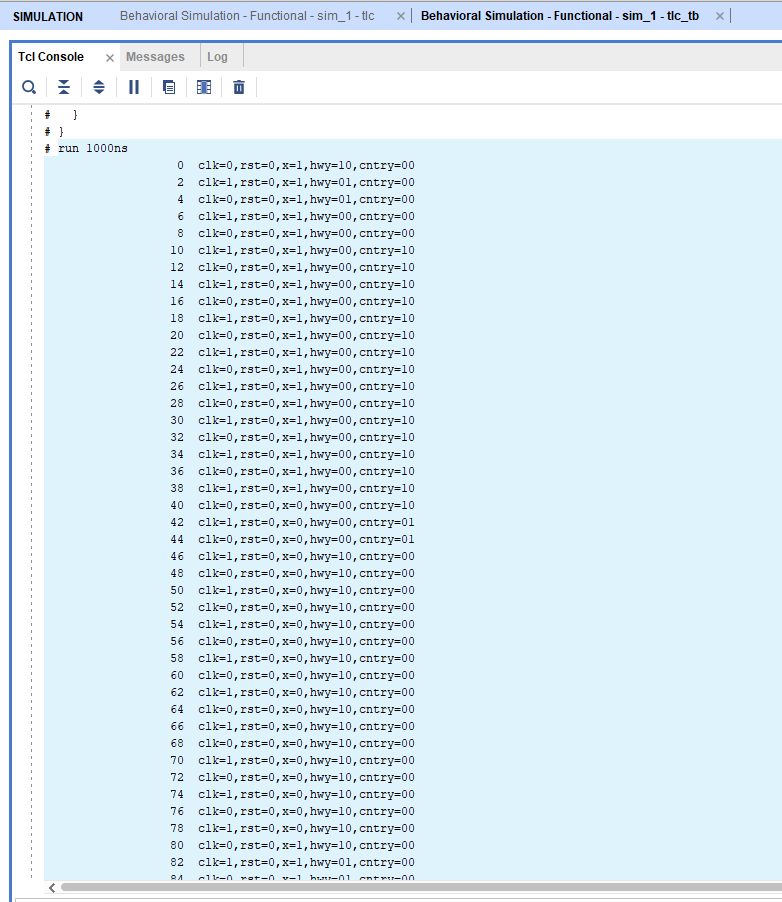 SIMULATION Behavioral Simulation - Functional - sim_1 - tlc Behavioral Simulation - Functional - sim_1 - tlc_tb
Tcl Console Messages Log
# }
# }
# run 1000ns
0 clk=0,rst=0,x=1,hwy=10,cntry=00
2 clk=1,rst=0,x=1,hwy=01,cntry=00
4 clk=0,rst=0,x=1,hwy=01,cntry=00
6 clk=1,rst=0,x=1,hwy=00,cntry=00
8 clk=0,rst=0,x=1,hwy=00,cntry=00
10 clk=1,rst=0,x=1,hwy=00,cntry=10
12 clk=0,rst=0,x=1,hwy=00,cntry=10
14 clk=1,rst=0,x=1,hwy=00,cntry=10
16 clk=0,rst=0,x=1,hwy=00,cntry=10
18 clk=1,rst=0,x=1,hwy=00,cntry=10
20 clk=0,rst=0,x=1,hwy=00,cntry=10
22 clk=1,rst=0,x=1,hwy=00,cntry=10
24 clk=0,rst=0,x=1,hwy=00,cntry=10
26 clk=1,rst=0,x=1,hwy=00,cntry=10
28 clk=0,rst=0,x=1,hwy=00,cntry=10
30 clk=1,rst=0,x=1,hwy=00,cntry=10
32 clk=0,rst=0,x=1,hwy=00,cntry=10
34 clk=1,rst=0,x=1,hwy=00,cntry=10
36 clk=0,rst=0,x=1,hwy=00,cntry=10
38 clk=1,rst=0,x=1,hwy=00,cntry=10
40 clk=0,rst=0,x=0,hwy=00,cntry=10
42 clk=1,rst=0,x=0,hwy=00,cntry=01
44 clk=0,rst=0,x=0,hwy=00,cntry=01
46 clk=1,rst=0,x=0,hwy=10,cntry=00
48 clk=0,rst=0,x=0,hwy=10,cntry=00
50 clk=1,rst=0,x=0,hwy=10,cntry=00
52 clk=0,rst=0,x=0,hwy=10,cntry=00
54 clk=1,rst=0,x=0,hwy=10,cntry=00
56 clk=0,rst=0,x=0,hwy=10,cntry=00
58 clk=1,rst=0,x=0,hwy=10,cntry=00
60 clk=0,rst=0,x=0,hwy=10,cntry=00
62 clk=1,rst=0,x=0,hwy=10,cntry=00
64 clk=0,rst=0,x=0,hwy=10,cntry=00
66 clk=1,rst=0,x=0,hwy=10,cntry=00
68 clk=0,rst=0,x=0,hwy=10,cntry=00
70 clk=1,rst=0,x=0,hwy=10,cntry=00
72 clk=0,rst=0,x=0,hwy=10,cntry=00
74 clk=1,rst=0,x=0,hwy=10,cntry=00
76 clk=0,rst=0,x=0,hwy=10,cntry=00
78 clk=1,rst=0,x=0,hwy=10,cntry=00
80 clk=0,rst=0,x=1,hwy=10,cntry=00
82 clk=1,rst=0,x=1,hwy=01,cntry=00
84 clk=0,rst=0,x=1,hwy=01,cntry=00